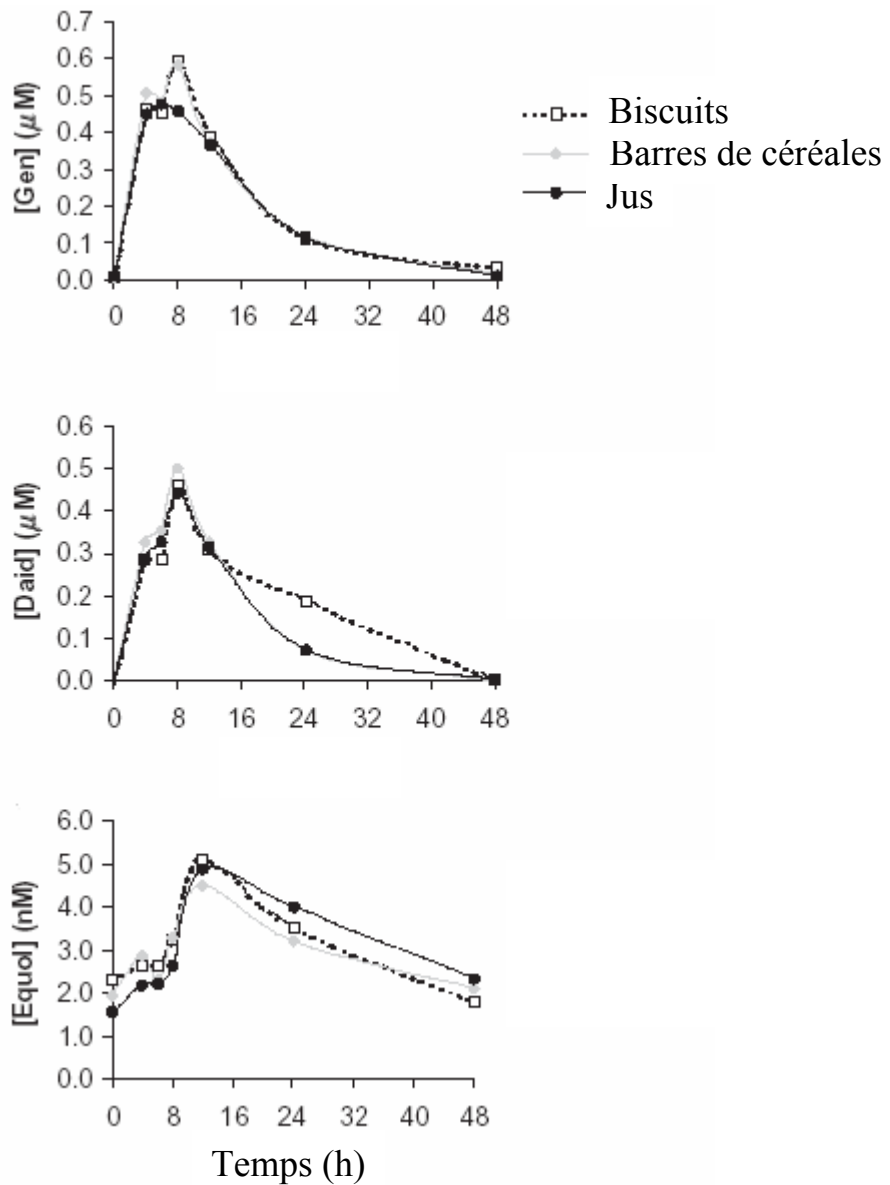 0.7
0.6
0.5
0.4
0.3
0.2
0.1
0.0
[Gen] (μM)
0 8 16 24 32 40 48
Biscuits
Barres de céréales
Jus
0.6
0.5
0.4
0.3
0.2
0.1
0.0
[Daid] (μM)
0 8 16 24 32 40 48
6.0
5.0
4.0
3.0
2.0
1.0
0.0
[Equol] (nM)
0 8 16 24 32 40 48
Temps (h)